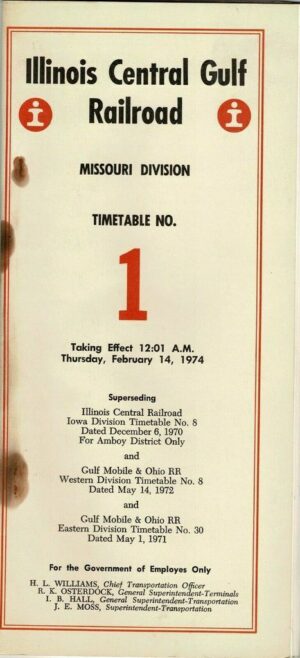 Illinois Central Gulf
Railroad
i
i
MISSOURI DIVISION
TIMETABLE NO.
1
Taking Effect 12:01 A.M.
Thursday, February 14, 1974
Superseding
Illinois Central Railroad
Iowa Division Timetable No. 8
Dated December 6, 1970
For Amboy District Only
and
Gulf Mobile & Ohio RR
Western Division Timetable No. 8
Dated May 14, 1972
and
Gulf Mobile & Ohio RR
Eastern Division Timetable No. 30
Dated May 1, 1971
For the Government of Employes Only
H. L. WILLIAMS, Chief Transportation Officer
R. K. OSTERDOCK, General Superintendent-Terminals
I. B. HALL, General Superintendent-Transportation
J. E. MOSS, Superintendent-Transportation